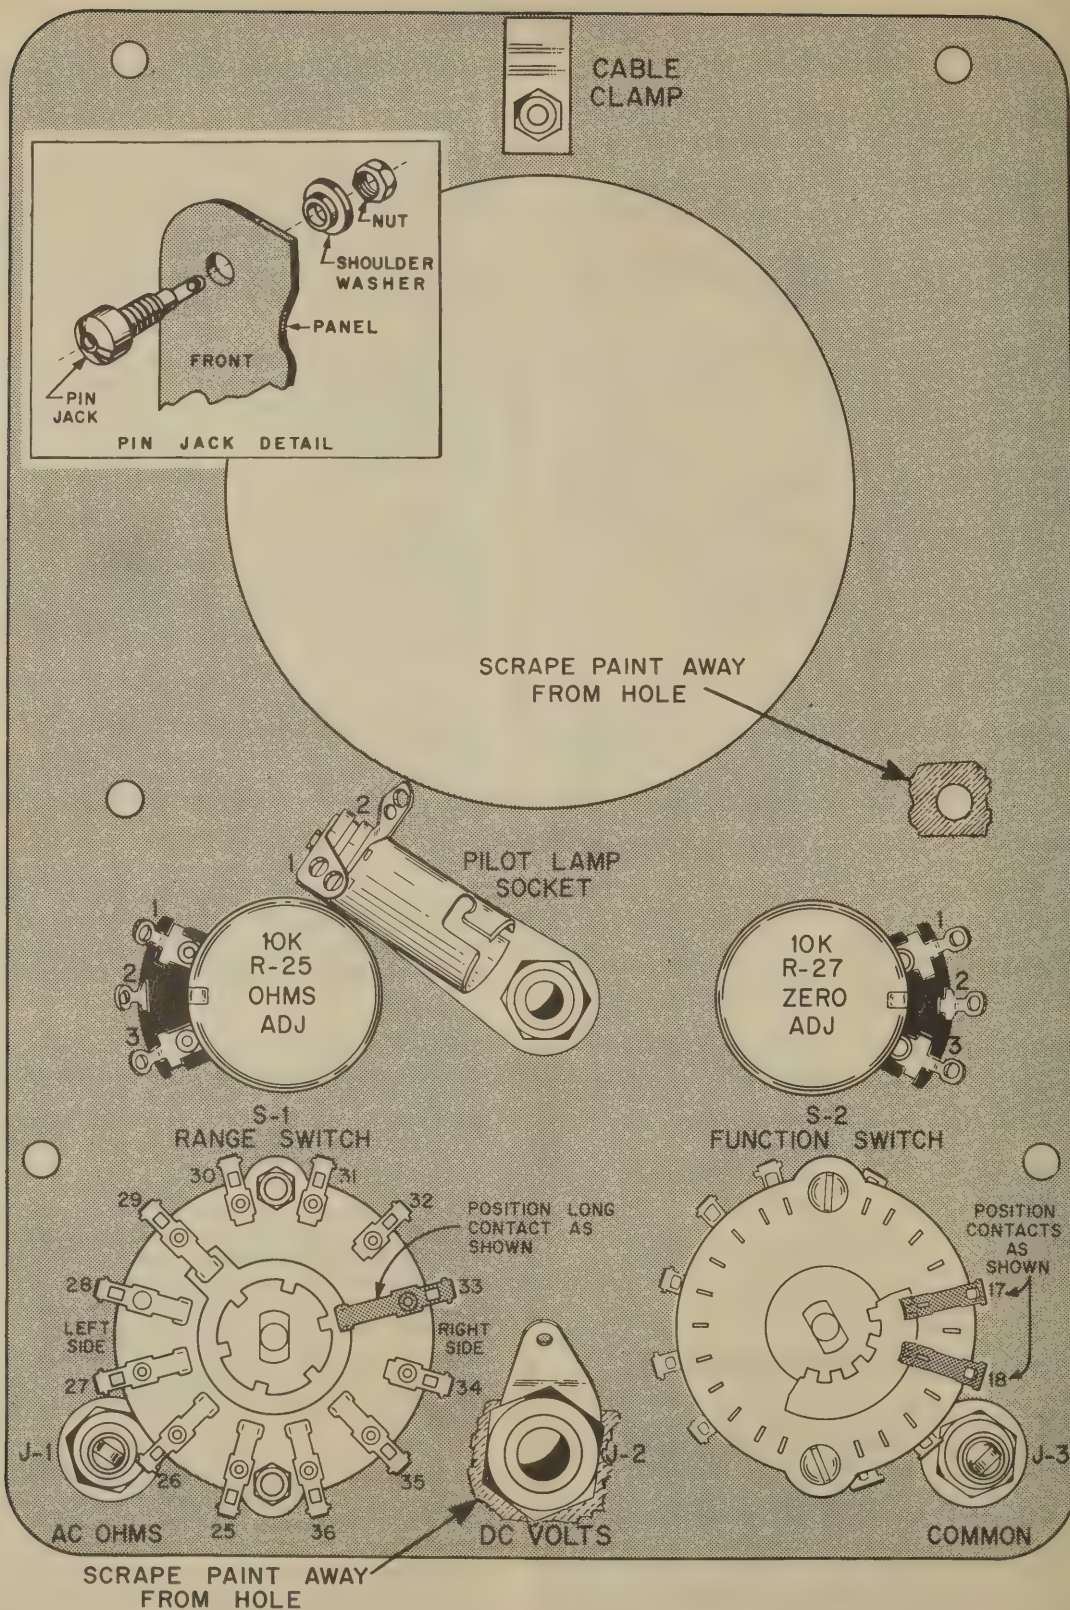 CABLE
CLAMP
NUT
SHOULDER
WASHER
PANEL
FRONT
PIN
JACK
PIN JACK DETAIL
SCRAPE PAINT AWAY
FROM HOLE
2
1
PILOT LAMP
SOCKET
1
2
3
10K
R-25
OHMS
ADJ
10K
R-27
ZERO
ADJ
1
2
3
S-1
RANGE SWITCH
S-2
FUNCTION SWITCH
30
31
29
32
POSITION LONG
CONTACT AS
SHOWN
28
33
LEFT
SIDE
RIGHT
SIDE
27
34
26
35
25
36
POSITION
CONTACTS
AS
SHOWN
17
18
J-1
J-2
J-3
AC OHMS
DC VOLTS
COMMON
SCRAPE PAINT AWAY
FROM HOLE